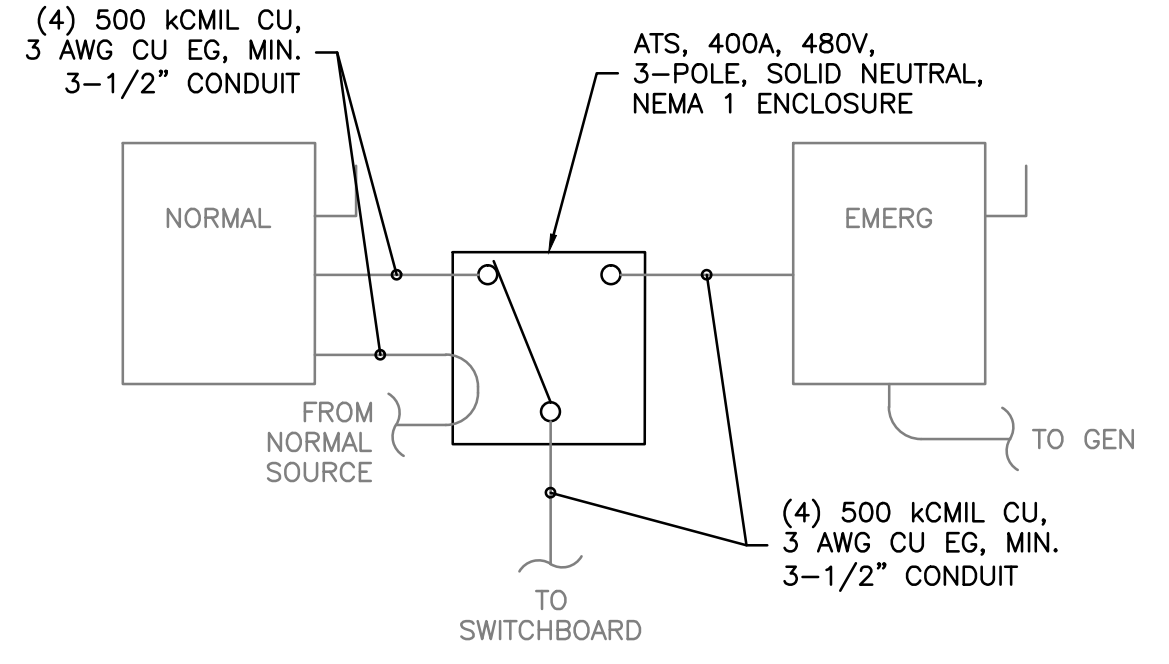 (4) 500 kCMIL CU,
3 AWG CU EG, MIN.
3-1/2” CONDUIT
ATS, 400A, 480V,
3-POLE, SOLID NEUTRAL,
NEMA 1 ENCLOSURE
NORMAL
EMERG
FROM
NORMAL
SOURCE
TO GEN
(4) 500 kCMIL CU,
3 AWG CU EG, MIN.
3-1/2” CONDUIT
TO
SWITCHBOARD